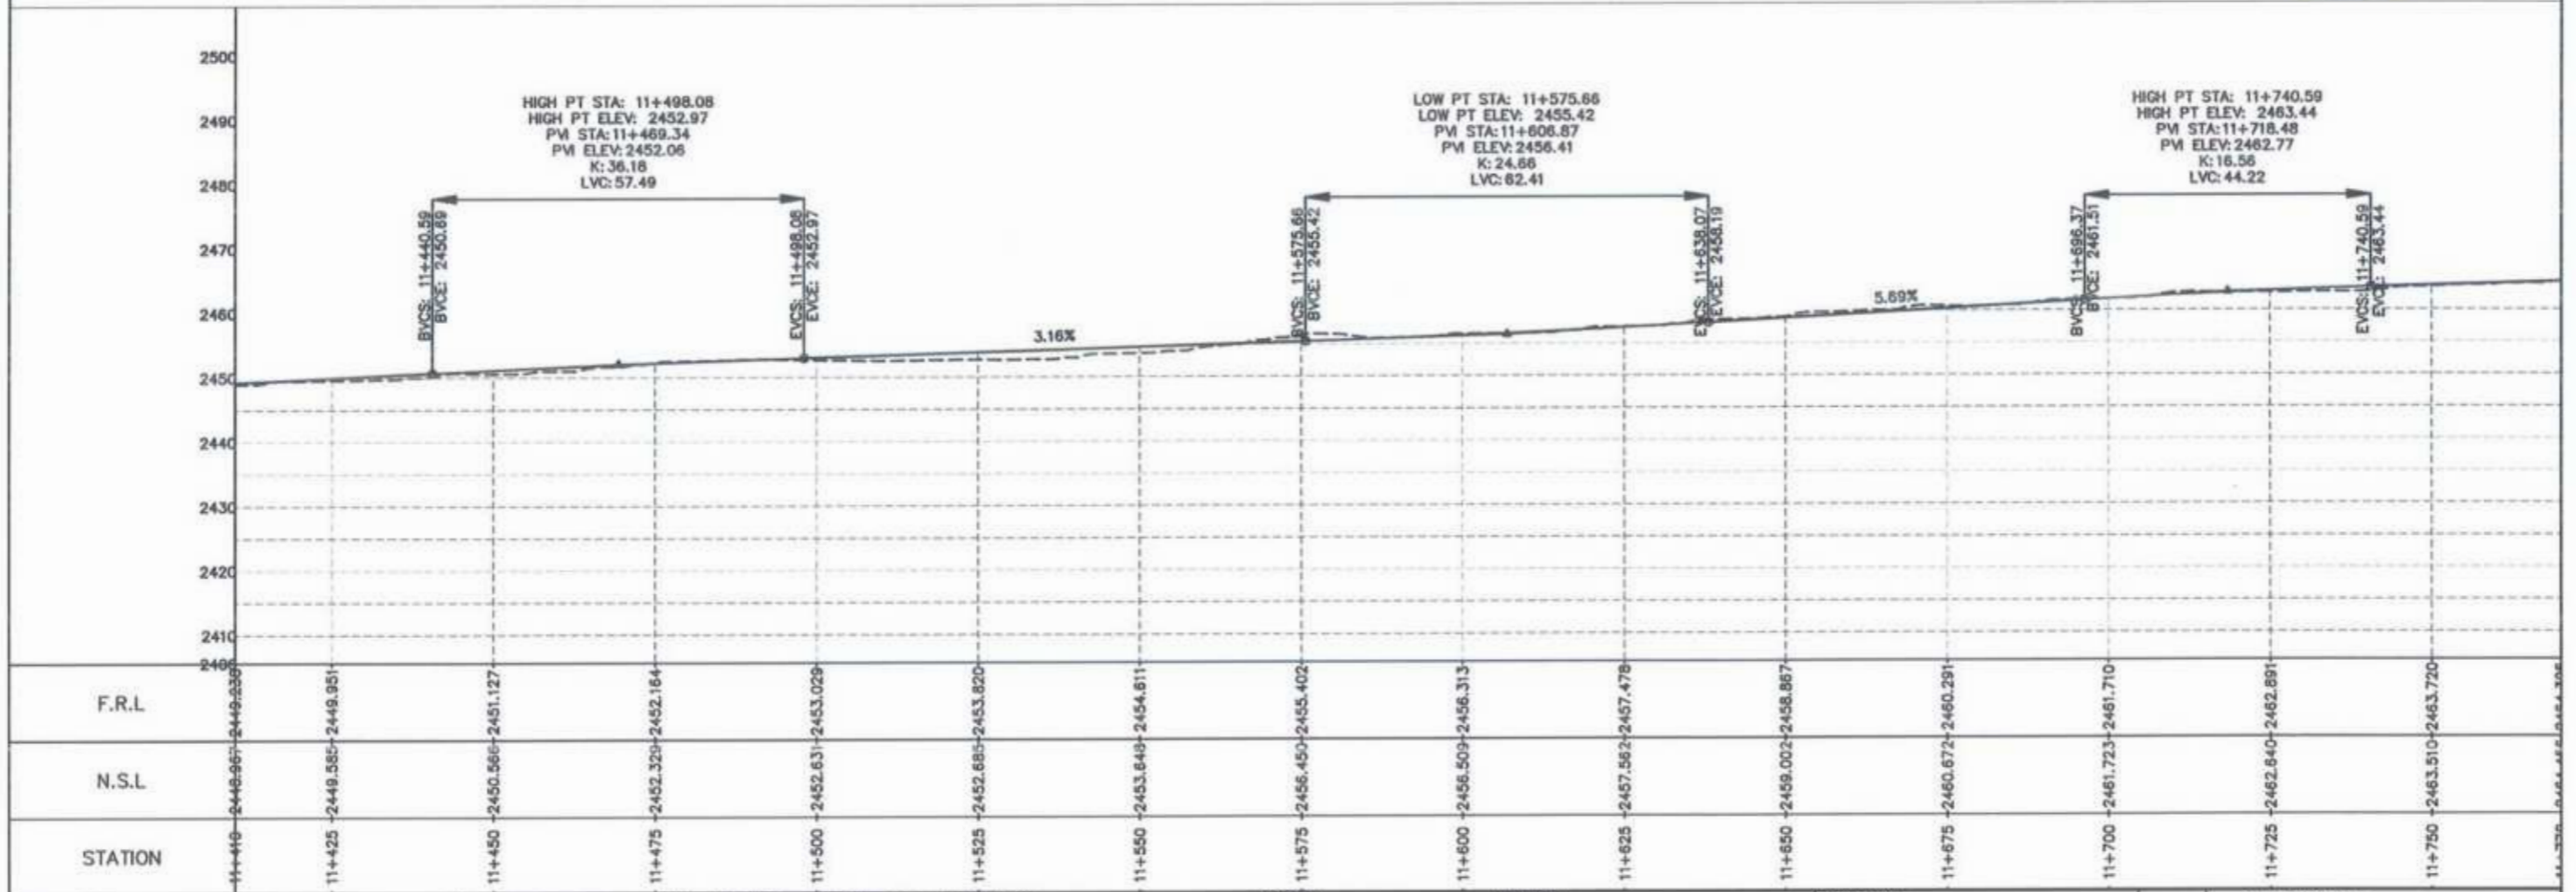 2500
2490
2480
2470
2460
2450
2440
2430
2420
2410
HIGH PT STA: 11+498.08
HIGH PT ELEV: 2452.97
PVI STA:11+469.34
PVI ELEV:2452.06
K:36.18
LVC:57.49
BVCS: 11+440.59
BVCE: 2450.69
EVCS: 11+498.08
EVCE: 2452.97
3.16%
LOW PT STA: 11+575.66
LOW PT ELEV: 2455.42
PVI STA:11+606.87
PVI ELEV:2456.41
K:24.66
LVC:62.41
BVCS: 11+575.66
BVCE: 2455.42
EVCS: 11+638.07
EVCE: 2458.19
5.69%
HIGH PT STA: 11+740.59
HIGH PT ELEV: 2463.44
PVI STA:11+718.48
PVI ELEV:2462.77
K:16.56
LVC:44.22
BVCS: 11+696.37
BVCE: 2461.51
EVCS: 11+740.59
EVCE: 2463.44
F.R.L 2449.951 2451.127 2452.164 2453.029 2453.820 2454.611 2455.402 2456.313 2457.478 2458.867 2460.291 2461.710 2462.891 2463.720
N.S.L 2448.967 2449.585 2450.566 2452.329 2452.631 2452.685 2453.648 2456.450 2456.509 2457.562 2459.002 2460.672 2461.723 2462.640 2463.510
STATION 11+410 11+425 11+450 11+475 11+500 11+525 11+550 11+575 11+600 11+625 11+650 11+675 11+700 11+725 11+750